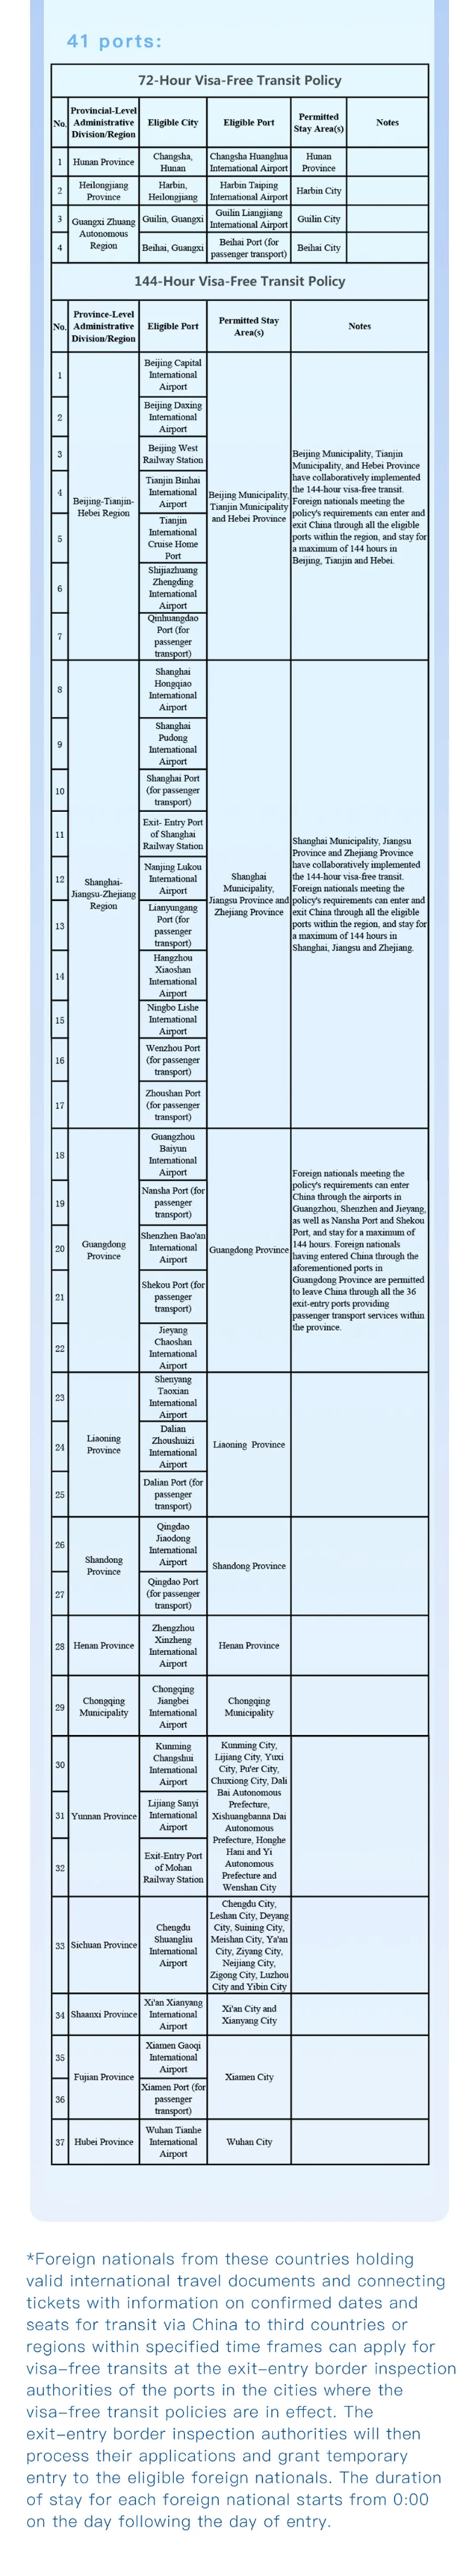 41 ports:
72-Hour Visa-Free Transit Policy
No.
Provincial-Level
Administrative
Division/Region
Eligible City
Eligible Port
Permitted
Stay Area(s)
Notes
1
Hunan Province
Changsha,
Hunan
Changsha Huanghua
International Airport
Hunan
Province
2
Heilongjiang
Province
Harbin,
Heilongjiang
Harbin Taiping
International Airport
Harbin City
3
Guangxi Zhuang
Autonomous
Region
Guilin, Guangxi
Guilin Liangjiang
International Airport
Guilin City
4
Beihai, Guangxi
Beihai Port (for
passenger transport)
Beihai City
144-Hour Visa-Free Transit Policy
No.
Province-Level
Administrative
Division/Region
Eligible Port
Permitted Stay
Area(s)
Notes
1
Beijing Capital
International
Airport
2
Beijing Daxing
International
Airport
3
Beijing West
Railway Station
4
Tianjin Binhai
International
Airport
5
Tianjin
International
Cruise Home
Port
6
Shijiazhuang
Zhengding
International
Airport
7
Qinhuangdao
Port (for
passenger
transport)
Beijing-Tianjin-
Hebei Region
Beijing Municipality,
Tianjin Municipality
and Hebei Province
Beijing Municipality, Tianjin
Municipality, and Hebei Province
have collaboratively implemented
the 144-hour visa-free transit.
Foreign nationals meeting the
policy's requirements can enter and
exit China through all the eligible
ports within the region, and stay for
a maximum of 144 hours in
Beijing, Tianjin and Hebei.
8
Shanghai
Hongqiao
International
Airport
9
Shanghai
Pudong
International
Airport
10
Shanghai Port
(for passenger
transport)
11
Exit- Entry Port
of Shanghai
Railway Station
12
Nanjing Lukou
International
Airport
13
Lianyungang
Port (for
passenger
transport)
14
Hangzhou
Xiaoshan
International
Airport
15
Ningbo Lishe
International
Airport
16
Wenzhou Port
(for passenger
transport)
17
Zhoushan Port
(for passenger
transport)
Shanghai-
Jiangsu-Zhejiang
Region
Shanghai
Municipality,
Jiangsu Province and
Zhejiang Province
Shanghai Municipality, Jiangsu
Province and Zhejiang Province
have collaboratively implemented
the 144-hour visa-free transit.
Foreign nationals meeting the
policy's requirements can enter and
exit China through all the eligible
ports within the region, and stay for
a maximum of 144 hours in
Shanghai, Jiangsu and Zhejiang.
18
Guangzhou
Baiyun
International
Airport
19
Nansha Port (for
passenger
transport)
20
Shenzhen Bao'an
International
Airport
21
Shekou Port (for
passenger
transport)
22
Jieyang
Chaoshan
International
Airport
Guangdong
Province
Guangdong Province
Foreign nationals meeting the
policy's requirements can enter
China through the airports in
Guangzhou, Shenzhen and Jieyang,
as well as Nansha Port and Shekou
Port, and stay for a maximum of
144 hours. Foreign nationals
having entered China through the
aforementioned ports in
Guangdong Province are permitted
to leave China through all the 36
exit-entry ports providing
passenger transport services within
the province.
23
Shenyang
Taoxian
International
Airport
24
Dalian
Zhoushuizi
International
Airport
25
Dalian Port (for
passenger
transport)
Liaoning
Province
Liaoning Province
26
Qingdao
Jiaodong
International
Airport
27
Qingdao Port
(for passenger
transport)
Shandong
Province
Shandong Province
28
Henan Province
Zhengzhou
Xinzheng
International
Airport
Henan Province
29
Chongqing
Municipality
Chongqing
Jiangbei
International
Airport
Chongqing
Municipality
30
Kunming
Changshui
International
Airport
31
Yunnan Province
Lijiang Sanyi
International
Airport
32
Exit-Entry Port
of Mohan
Railway Station
Kunming City,
Lijiang City, Yuxi
City, Pu'er City,
Chuxiong City, Dali
Bai Autonomous
Prefecture,
Xishuangbanna Dai
Autonomous
Prefecture, Honghe
Hani and Yi
Autonomous
Prefecture and
Wenshan City
33
Sichuan Province
Chengdu
Shuangliu
International
Airport
Chengdu City,
Leshan City, Deyang
City, Suining City,
Meishan City, Ya'an
City, Ziyang City,
Neijiang City,
Zigong City, Luzhou
City and Yibin City
34
Shaanxi Province
Xi'an Xianyang
International
Airport
Xi'an City and
Xianyang City
35
Xiamen Gaoqi
International
Airport
36
Xiamen Port (for
passenger
transport)
Fujian Province
Xiamen City
37
Hubei Province
Wuhan Tianhe
International
Airport
Wuhan City
*Foreign nationals from these countries holding
valid international travel documents and connecting
tickets with information on confirmed dates and
seats for transit via China to third countries or
regions within specified time frames can apply for
visa-free transits at the exit-entry border inspection
authorities of the ports in the cities where the
visa-free transit policies are in effect. The
exit-entry border inspection authorities will then
process their applications and grant temporary
entry to the eligible foreign nationals. The duration
of stay for each foreign national starts from 0:00
on the day following the day of entry.